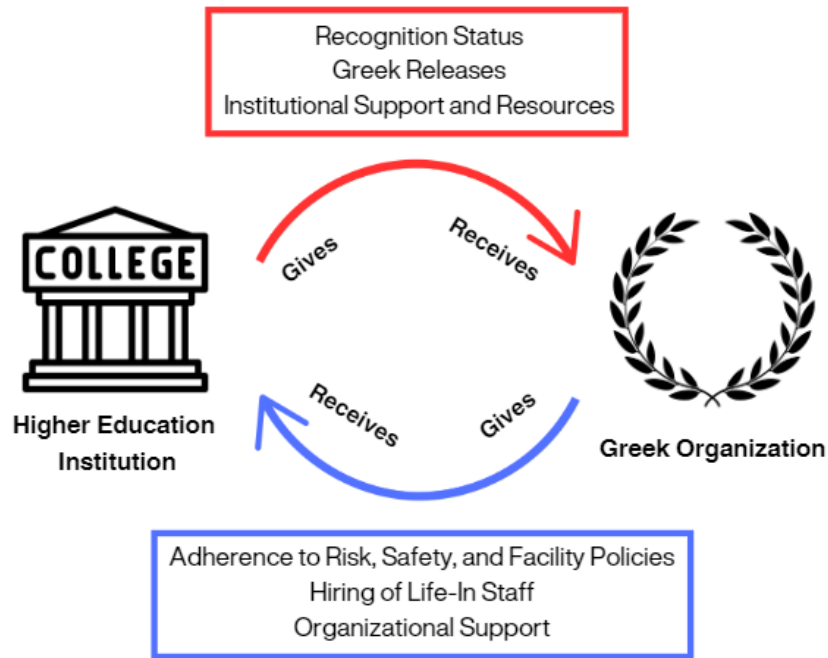 Recognition Status
Greek Releases
Institutional Support and Resources
Gives
Receives
COLLEGE
Higher Education
Institution
Receives
Gives
Greek Organization
Adherence to Risk, Safety, and Facility Policies
Hiring of Life-In Staff
Organizational Support